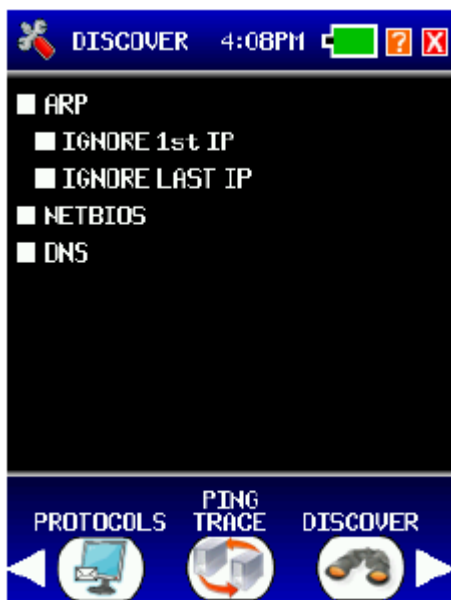 DISCOVER 4:08PM ? X
ARP
IGNORE 1st IP
IGNORE LAST IP
NETBIOS
DNS
PROTOCOLS
PING TRACE
DISCOVER